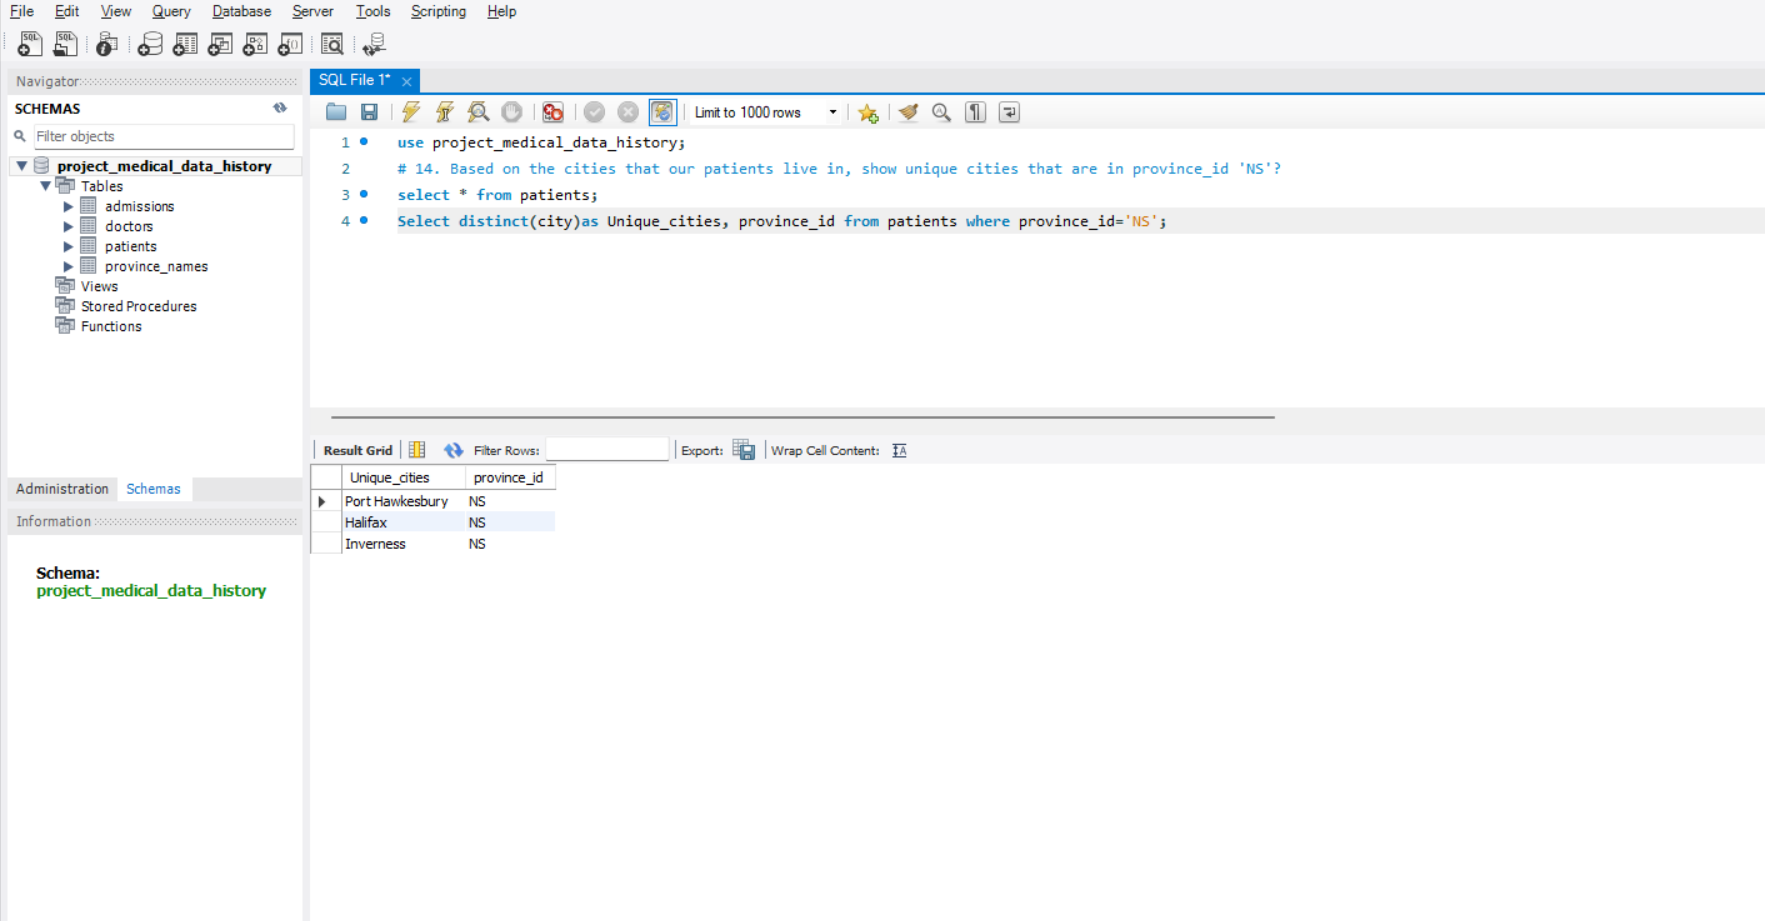 File Edit View Query Database Server Tools Scripting Help
SQL SQL
Navigator
SCHEMAS
Filter objects
project_medical_data_history
Tables
admissions
doctors
patients
province_names
Views
Stored Procedures
Functions
Administration Schemas
Information
Schema:
project_medical_data_history
SQL File 1*
Limit to 1000 rows
1 use project_medical_data_history;
2 # 14. Based on the cities that our patients live in, show unique cities that are in province_id 'NS'?
3 select * from patients;
4 Select distinct(city)as Unique_cities, province_id from patients where province_id='NS';
Result Grid Filter Rows: Export: Wrap Cell Content:
Unique_cities province_id
Port Hawkesbury NS
Halifax NS
Inverness NS